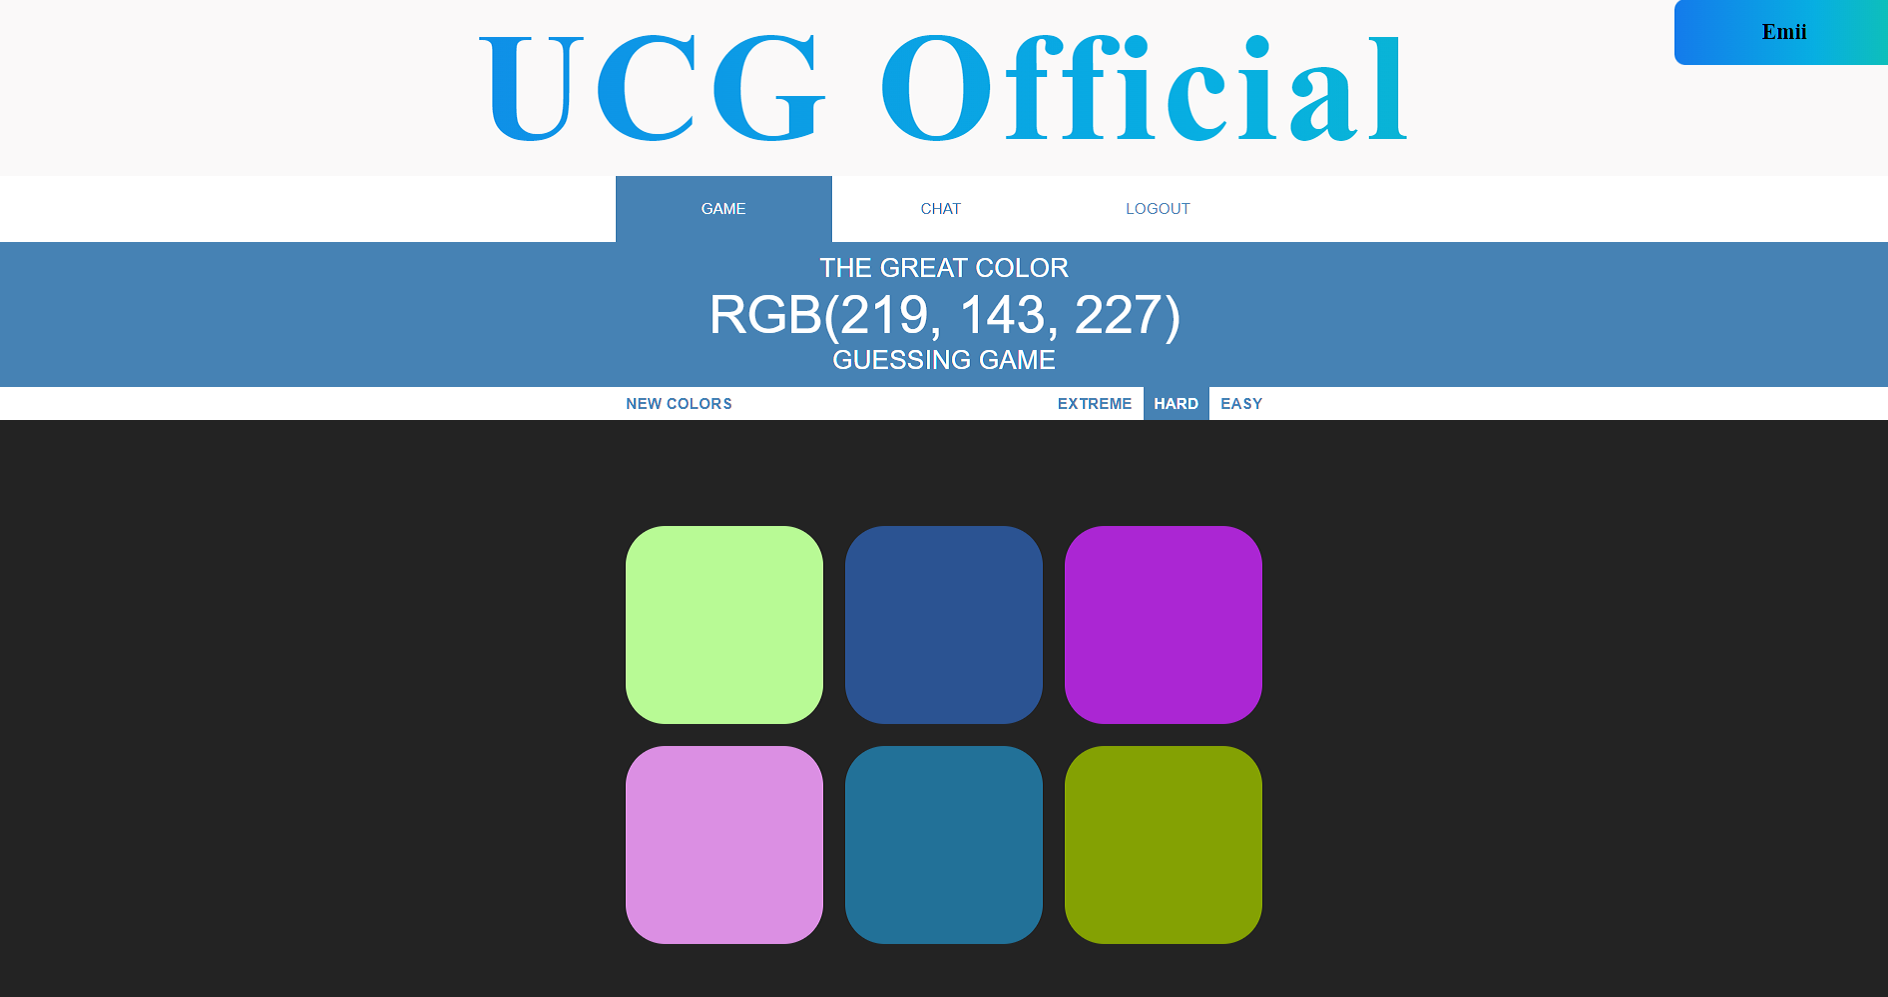 UCG Official
Emii
GAME
CHAT
LOGOUT
THE GREAT COLOR
RGB(219, 143, 227)
GUESSING GAME
NEW COLORS
EXTREME
HARD
EASY